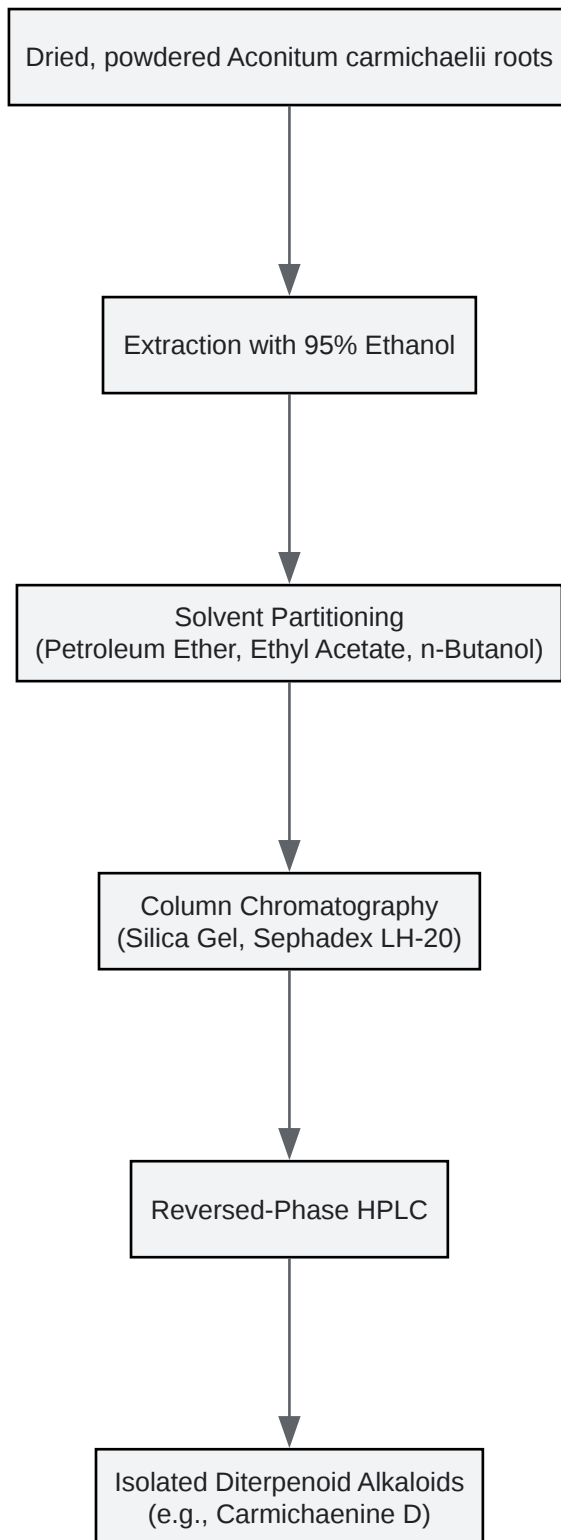 Dried, powdered Aconitum carmichaelii roots
Extraction with 95% Ethanol
Solvent Partitioning
(Petroleum Ether, Ethyl Acetate, n-Butanol)
Column Chromatography
(Silica Gel, Sephadex LH-20)
Reversed-Phase HPLC
Isolated Diterpenoid Alkaloids
(e.g., Carmichaenine D)